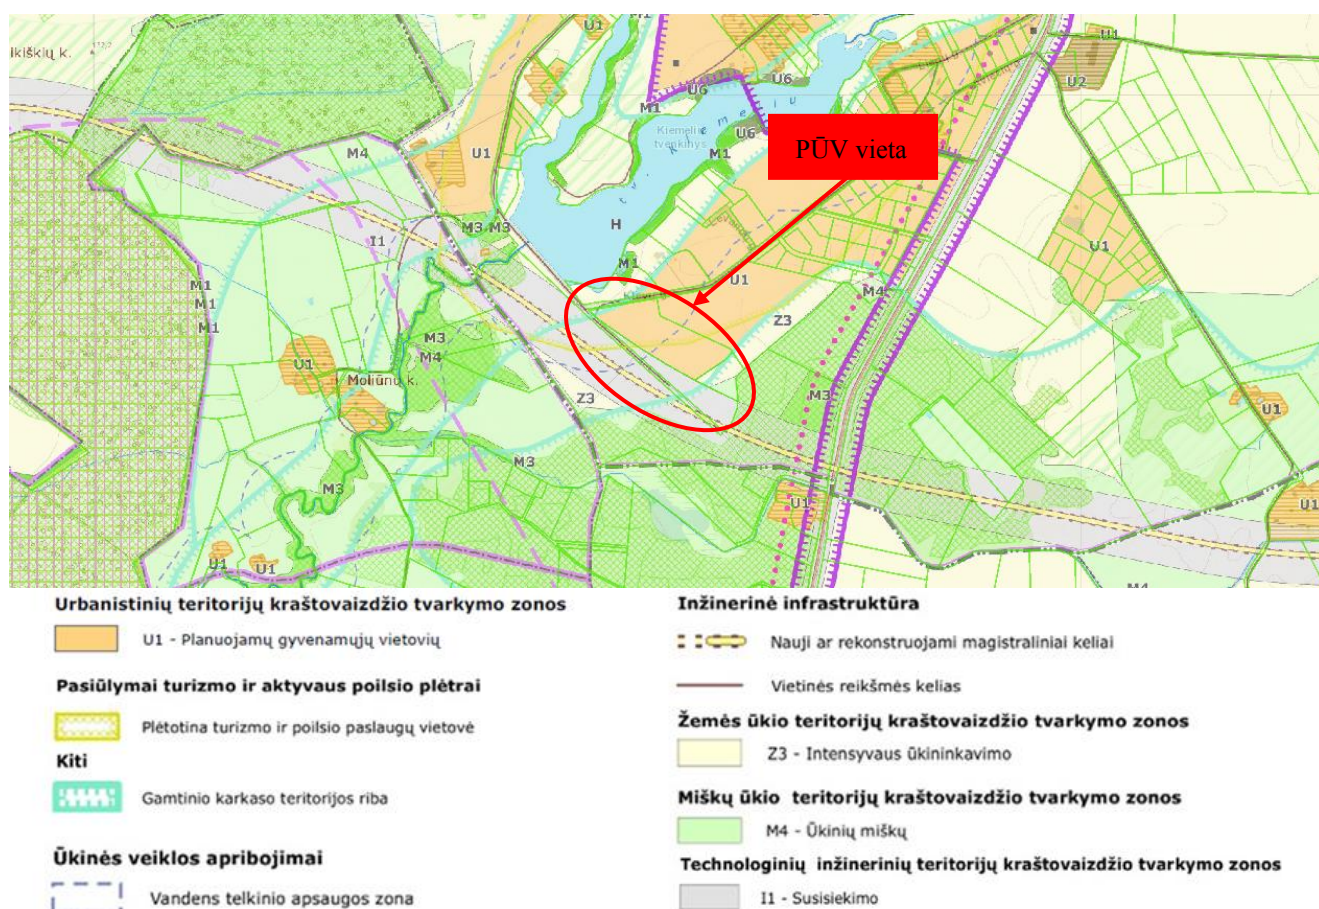 ikiškių k.
U1
M1
U1
U2
U6
U6
M1
U6
M1
Kiemelių
tvenkinys
PŪV vieta
M4
U1
M3
M3
I1
H
M1
U1
M4
Z3
U1
M1
M1
M1
M3
M4
U1
Moliūnų k.
Z3
M3
U1
M3
M3
U1
U1
U1
U1
M4
Urbanistinių teritorijų kraštovaizdžio tvarkymo zonos
U1 - Planuojamų gyvenamųjų vietovių
Pasiūlymai turizmo ir aktyvaus poilsio plėtrai
Plėtotina turizmo ir poilsio paslaugų vietovė
Kiti
Gamtinio karkaso teritorijos riba
Ūkinės veiklos apribojimai
Vandens telkinio apsaugos zona
Inžinerinė infrastruktūra
Nauji ar rekonstruojami magistraliniai keliai
Vietinės reikšmės kelias
Žemės ūkio teritorijų kraštovaizdžio tvarkymo zonos
Z3 - Intensyvaus ūkininkavimo
Miškų ūkio teritorijų kraštovaizdžio tvarkymo zonos
M4 - Ūkinių miškų
Technologinių inžinerinių teritorijų kraštovaizdžio tvarkymo zonos
I1 - Susisiekimo